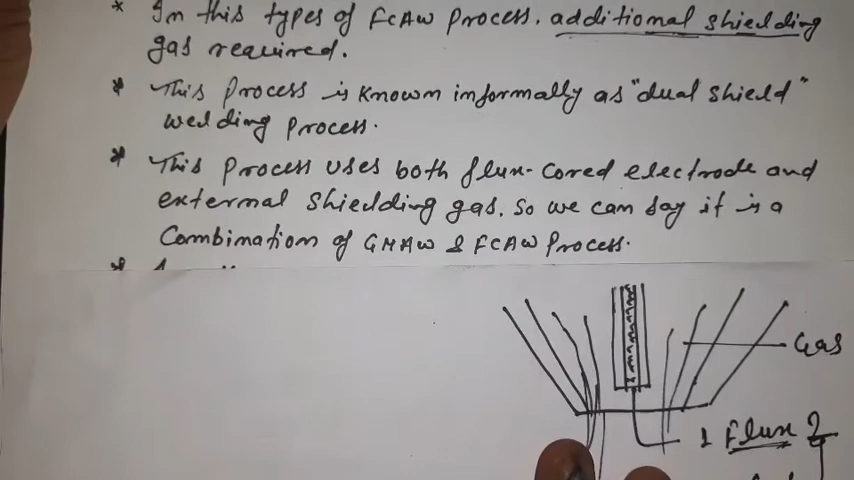 * In this types of FCAW Process. additional shielding
gas required.
* This Process is known informally as "dual shield"
welding Process.
* This Process uses both flux-cored electrode and
external shielding gas. so we can say it is a
Combination of GMAW & FCAW Process.
*
Gas
1 Flux 2